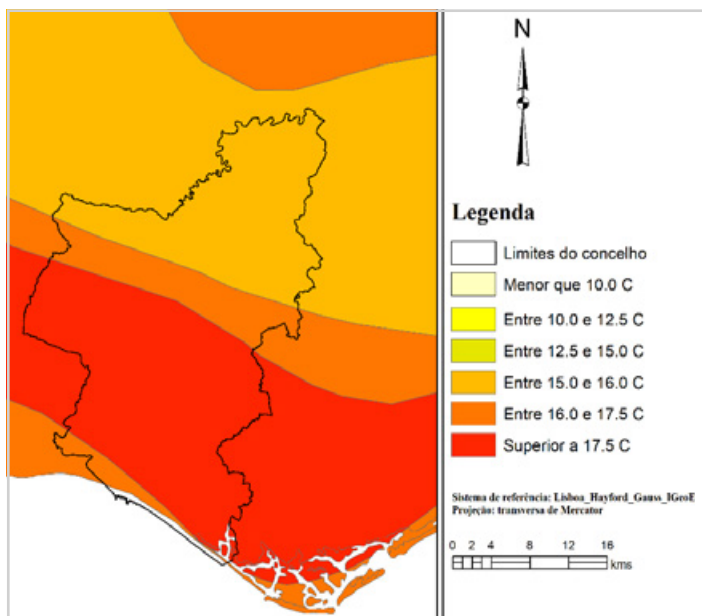 N
Legenda
Limites do concelho
Menor que 10.0 C
Entre 10.0 e 12.5 C
Entre 12.5 e 15.0 C
Entre 15.0 e 16.0 C
Entre 16.0 e 17.5 C
Superior a 17.5 C
Sistema de referência: Lisboa_Hayford_Gauss_IGeoE
Projeção: transversa de Mercator
0 2 4 8 12 16
kms